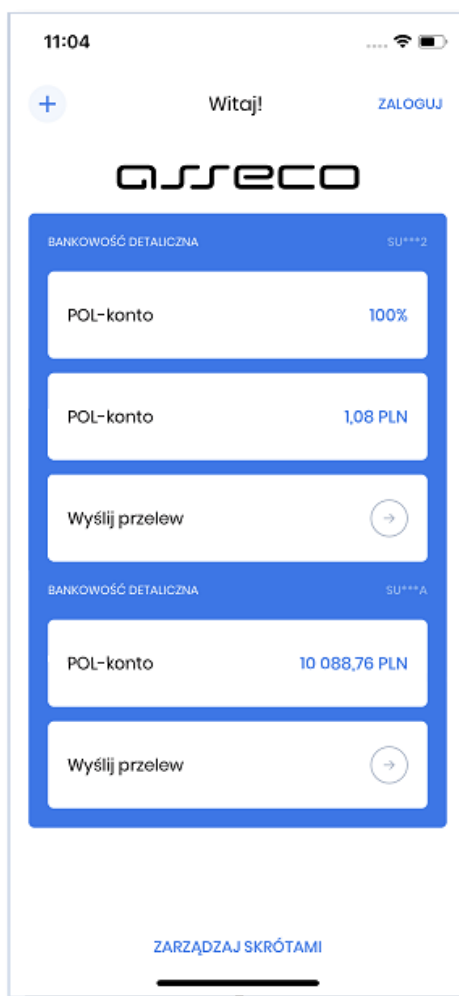 11:04
Witaj!
ZALOGUJ
asseco
BANKOWOŚĆ DETALICZNA SU***2
POL-konto 100%
POL-konto 1,08 PLN
Wyślij przelew
BANKOWOŚĆ DETALICZNA SU***A
POL-konto 10 088,76 PLN
Wyślij przelew
ZARZĄDZAJ SKRÓTAMI